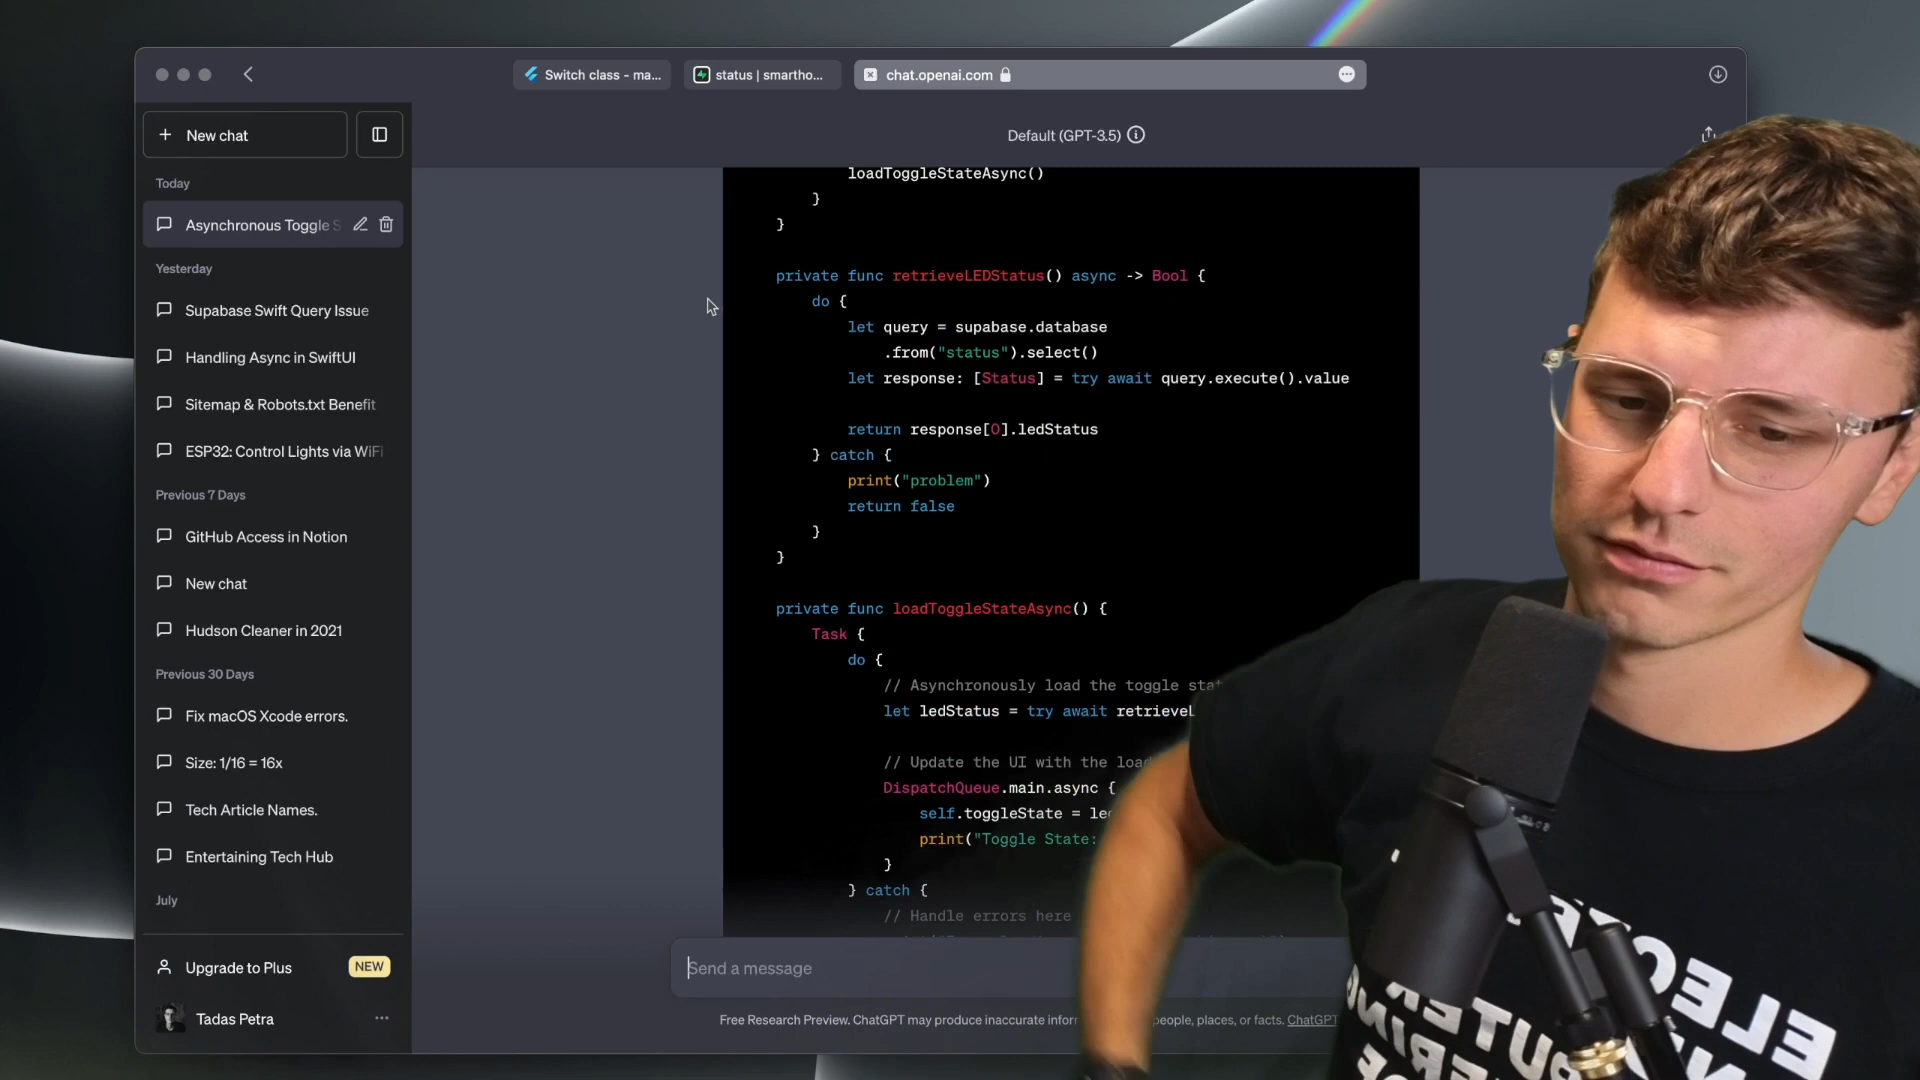 Switch class - ma...
status | smartho...
chat.openai.com
New chat
Default (GPT-3.5)
Today
Asynchronous Toggle S
Yesterday
Supabase Swift Query Issue
Handling Async in SwiftUI
Sitemap & Robots.txt Benefit
ESP32: Control Lights via WiFi
Previous 7 Days
GitHub Access in Notion
New chat
Hudson Cleaner in 2021
Previous 30 Days
Fix macOS Xcode errors.
Size: 1/16 = 16x
Tech Article Names.
Entertaining Tech Hub
July
Upgrade to Plus
NEW
Tadas Petra
loadToggleStateAsync()
}
}
private func retrieveLEDStatus() async -> Bool {
do {
let query = supabase.database
.from("status").select()
let response: [Status] = try await query.execute().value
return response[0].ledStatus
} catch {
print("problem")
return false
}
}
private func loadToggleStateAsync() {
Task {
do {
// Asynchronously load the toggle stat
let ledStatus = try await retrieveL
// Update the UI with the load
DispatchQueue.main.async {
self.toggleState = le
print("Toggle State:
}
} catch {
// Handle errors here
Send a message
Free Research Preview. ChatGPT may produce inaccurate infor people, places, or facts. ChatGPT